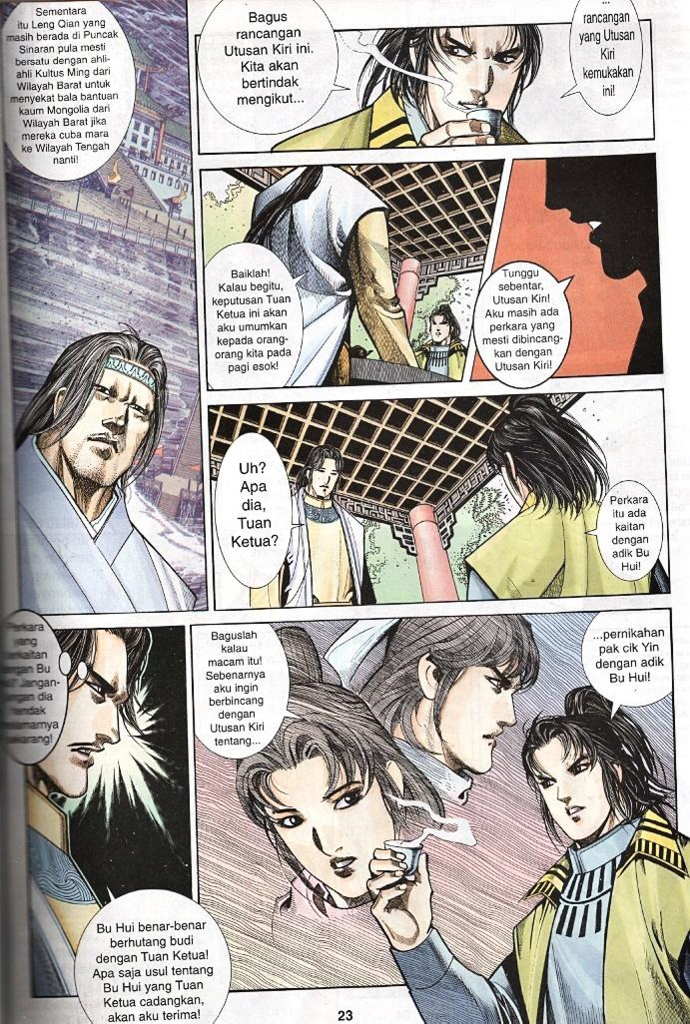 Sementara
itu Leng Qian yang
masih berada di Puncak
Sinaran pula mesti
bersatu dengan ahli-
ahli Kultus Ming dari
Wilayah Barat untuk
menyekat bala bantuan
kaum Mongolia dari
Wilayah Barat jika
mereka cuba mara
ke Wilayah Tengah
nanti!
Bagus
rancangan
Utusan Kiri ini.
Kita akan
bertindak
mengikut...
...
rancangan
yang Utusan
Kiri
kemukakan
ini!
Baiklah!
Kalau begitu,
keputusan Tuan
Ketua ini akan
aku umumkan
kepada orang-
orang kita pada
pagi esok!
Tunggu
sebentar,
Utusan Kiri!
Aku masih ada
perkara yang
mesti dibincang-
kan dengan
Utusan Kiri!
Uh?
Apa
dia,
Tuan
Ketua?
Perkara
itu ada
kaitan
dengan
adik Bu
Hui!
Perkara
yang
berkaitan
dengan Bu
Jangan-
jangan dia
hendak
sekarang!
Baguslah
kalau
macam itu!
Sebenarnya
aku ingin
berbincang
dengan
Utusan Kiri
tentang...
...pernikahan
pak cik Yin
dengan adik
Bu Hui!
Bu Hui benar-benar
berhutang budi
dengan Tuan Ketua!
Apa saja usul tentang
Bu Hui yang Tuan
Ketua cadangkan,
akan aku terima!
23